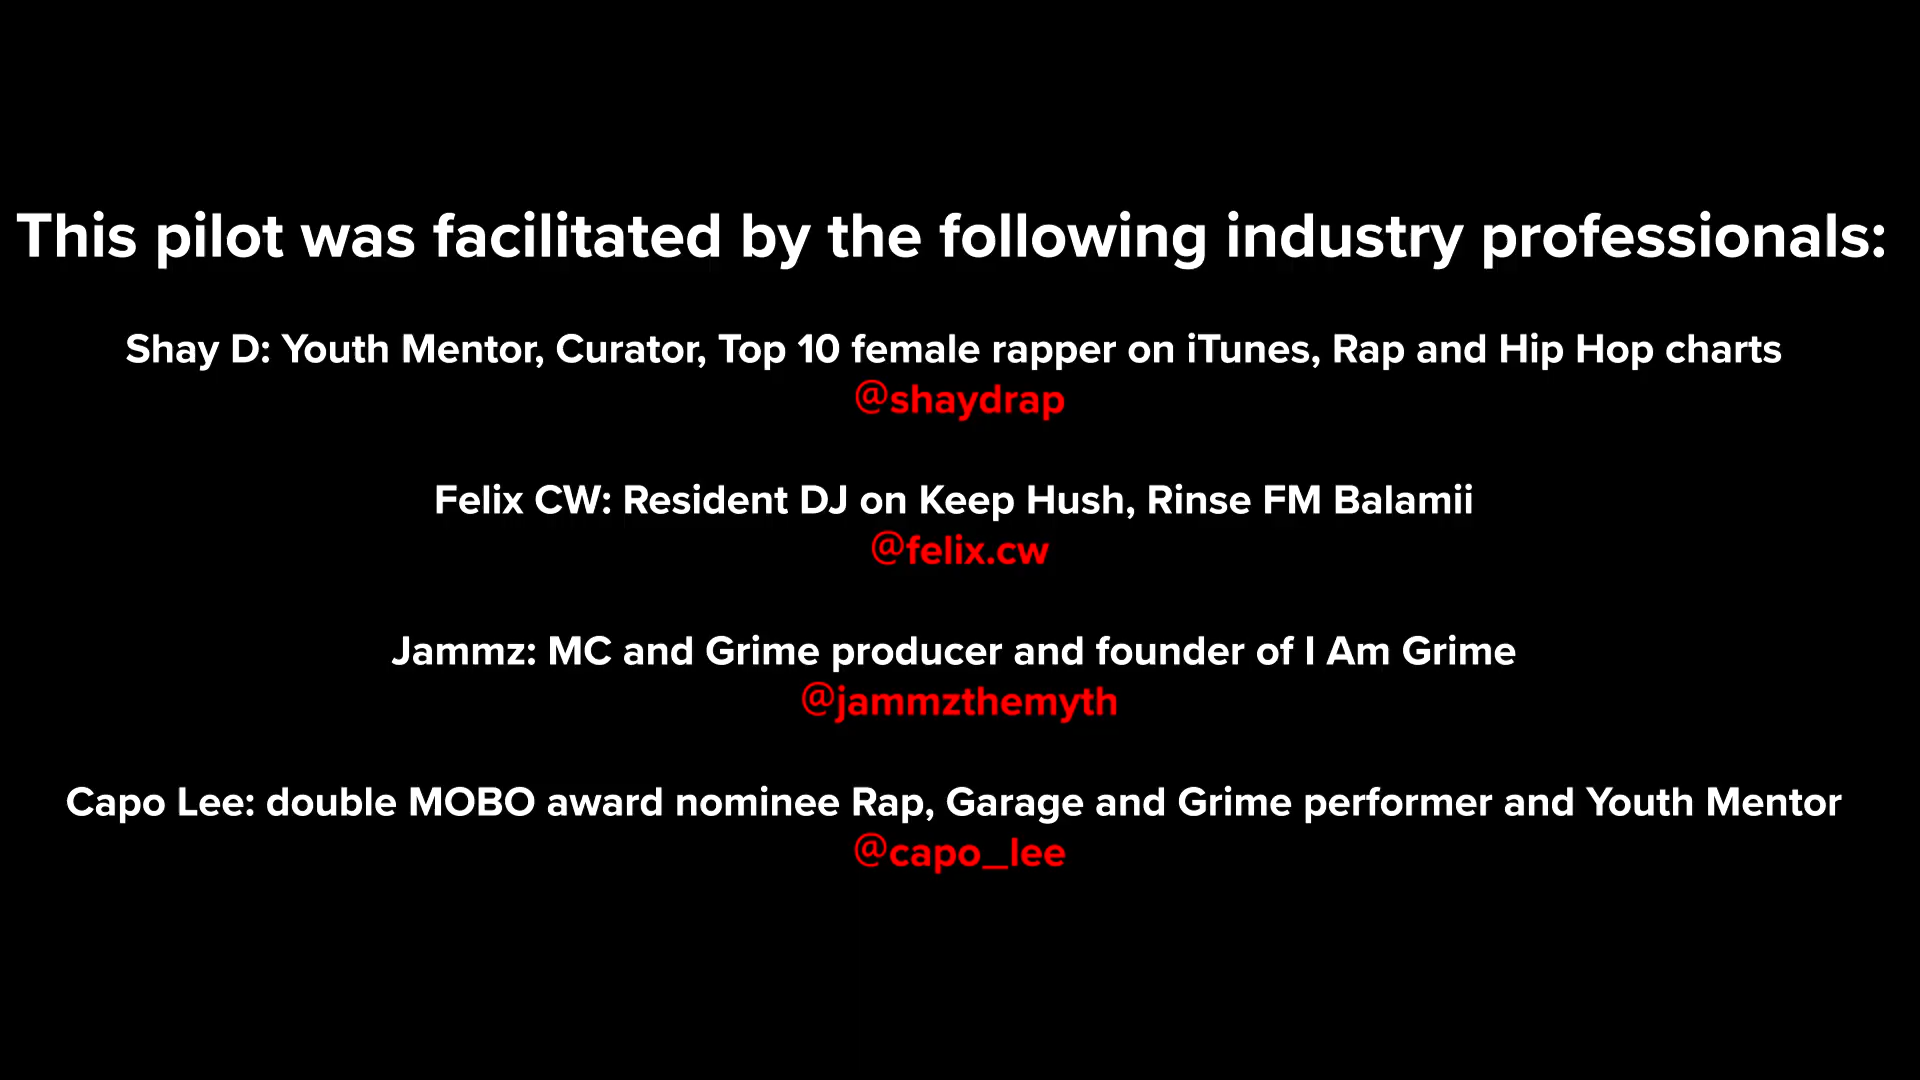 This pilot was facilitated by the following industry professionals:
Shay D: Youth Mentor, Curator, Top 10 female rapper on iTunes, Rap and Hip Hop charts
@shaydrap
Felix CW: Resident DJ on Keep Hush, Rinse FM Balamii
@felix.cw
Jammz: MC and Grime producer and founder of I Am Grime
@jammzthemyth
Capo Lee: double MOBO award nominee Rap, Garage and Grime performer and Youth Mentor
@capo_lee